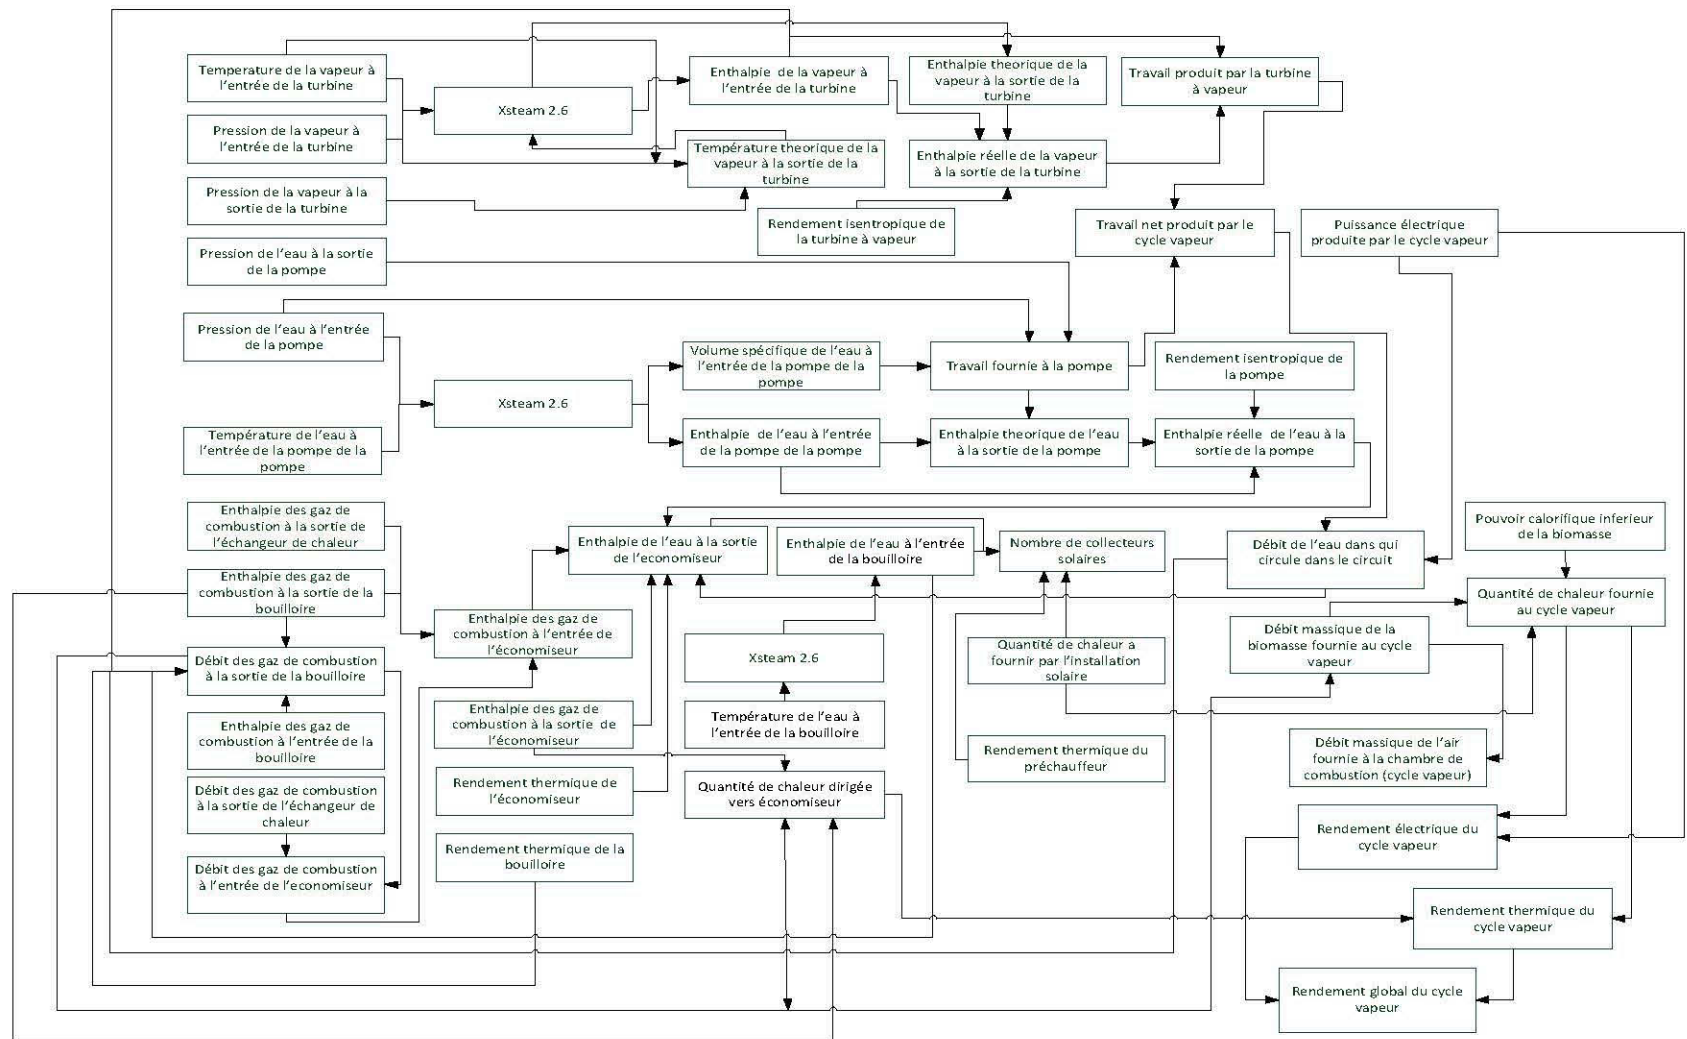 Temperature de la vapeur à
l'entrée de la turbine
Xsteam 2.6
Enthalpie de la vapeur à
l'entrée de la turbine
Enthalpie theorique de la
vapeur à la sortie de la
turbine
Travail produit par la turbine
à vapeur
Pression de la vapeur à
l'entrée de la turbine
Température theorique de la
vapeur à la sortie de la
turbine
Enthalpie réelle de la vapeur
à la sortie de la turbine
Pression de la vapeur à la
sortie de la turbine
Rendement isentropique de
la turbine à vapeur
Travail net produit par le
cycle vapeur
Puissance électrique
produite par le cycle vapeur
Pression de l'eau à la sortie
de la pompe
Pression de l'eau à l'entrée
de la pompe
Xsteam 2.6
Volume spécifique de l'eau à
l'entrée de la pompe de la
pompe
Travail fournie à la pompe
Rendement isentropique de
la pompe
Température de l'eau à
l'entrée de la pompe de la
pompe
Enthalpie de l'eau à l'entrée
de la pompe de la pompe
Enthalpie theorique de l'eau
à la sortie de la pompe
Enthalpie réelle de l'eau à la
sortie de la pompe
Enthalpie des gaz de
combustion à la sortie de
l'échangeur de chaleur
Enthalpie de l'eau à la sortie
de l'economiseur
Enthalpie de l'eau à l'entrée
de la bouilloire
Nombre de collecteurs
solaires
Débit de l'eau dans qui
circule dans le circuit
Pouvoir calorifique inferieur
de la biomasse
Enthalpie des gaz de
combustion à la sortie de la
bouilloire
Enthalpie des gaz de
combustion à l'entrée de
l'économiseur
Xsteam 2.6
Quantité de chaleur a
fournir par l'installation
solaire
Débit massique de la
biomasse fournie au cycle
vapeur
Quantité de chaleur fournie
au cycle vapeur
Débit des gaz de combustion
à la sortie de la bouilloire
Enthalpie des gaz de
combustion à l'entrée de la
bouilloire
Enthalpie des gaz de
combustion à la sortie de
l'économiseur
Température de l'eau à
l'entrée de la bouilloire
Rendement thermique du
préchauffeur
Débit massique de l'air
fournie à la chambre de
combustion (cycle vapeur)
Débit des gaz de combustion
à la sortie de l'échangeur de
chaleur
Rendement thermique de
l'économiseur
Quantité de chaleur dirigée
vers économiseur
Rendement électrique du
cycle vapeur
Débit des gaz de combustion
à l'entrée de l'economiseur
Rendement thermique de la
bouilloire
Rendement thermique du
cycle vapeur
Rendement global du cycle
vapeur